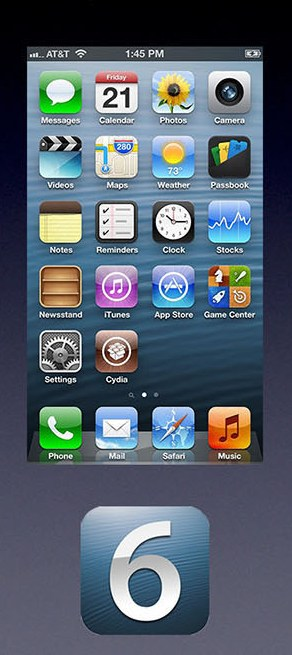 AT&T 1:45 PM
Friday
21
280
73°
Messages Calendar Photos Camera
Videos Maps Weather Passbook
Notes Reminders Clock Stocks
Newsstand iTunes App Store Game Center
Settings Cydia
Phone Mail Safari Music
6